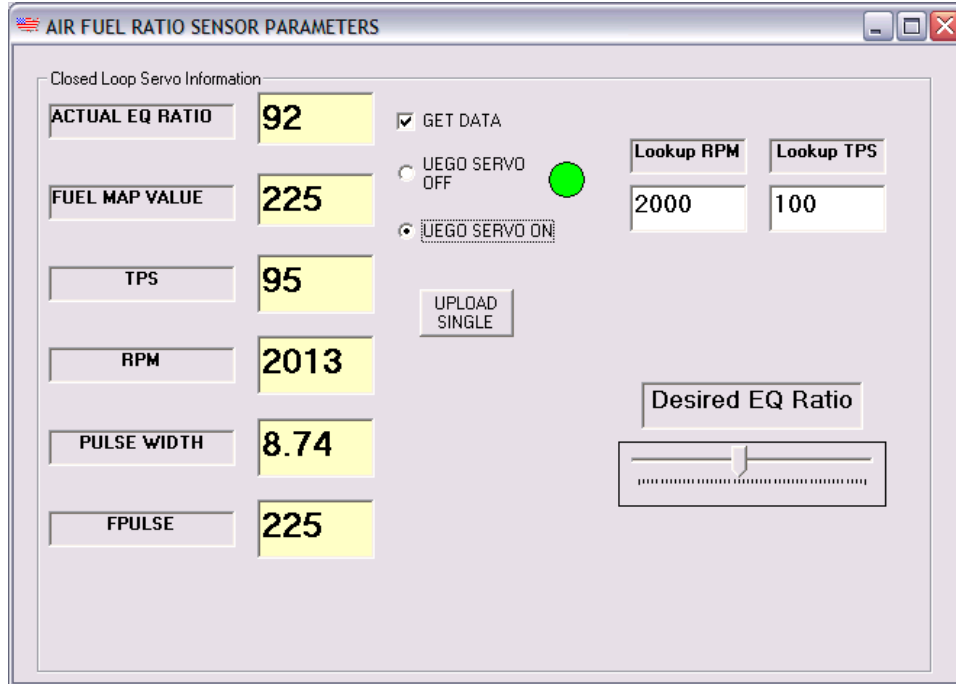 AIR FUEL RATIO SENSOR PARAMETERS
Closed Loop Servo Information
ACTUAL EQ RATIO
92
FUEL MAP VALUE
225
TPS
95
RPM
2013
PULSE WIDTH
8.74
FPULSE
225
GET DATA
UEGO SERVO
OFF
UEGO SERVO ON
UPLOAD
SINGLE
Lookup RPM
2000
Lookup TPS
100
Desired EQ Ratio